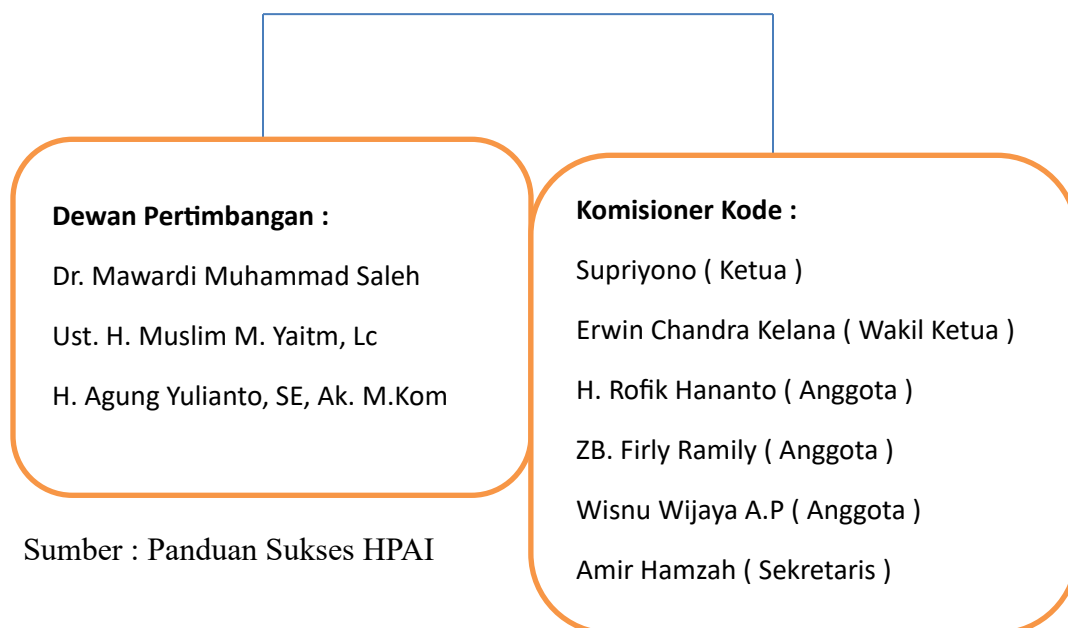 Dewan Pertimbangan :
Dr. Mawardi Muhammad Saleh
Ust. H. Muslim M. Yaitm, Lc
H. Agung Yulianto, SE, Ak. M.Kom
Komisioner Kode :
Supriyono ( Ketua )
Erwin Chandra Kelana ( Wakil Ketua )
H. Rofik Hananto ( Anggota )
ZB. Firly Ramily ( Anggota )
Wisnu Wijaya A.P ( Anggota )
Amir Hamzah ( Sekretaris )
Sumber : Panduan Sukses HPAI